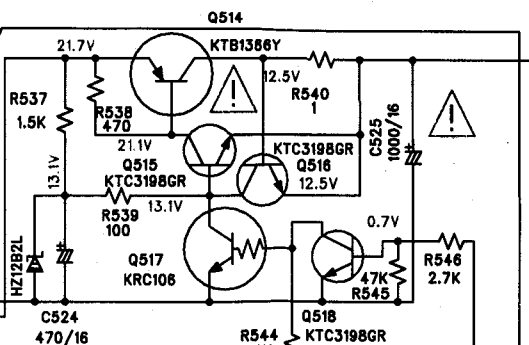 Q514
21.7V
KTB1366Y
12.5V
R540
1
R537
1.5K
R538
470
C525
1000/16
21.1V
Q515
KTC3198GR
KTC3198GR
Q516
12.5V
13.1V
13.1V
R539
100
0.7V
HZ12B2L
Q517
KRC106
47K
R545
R546
2.7K
C524
470/16
Q518
KTC3198GR
R544